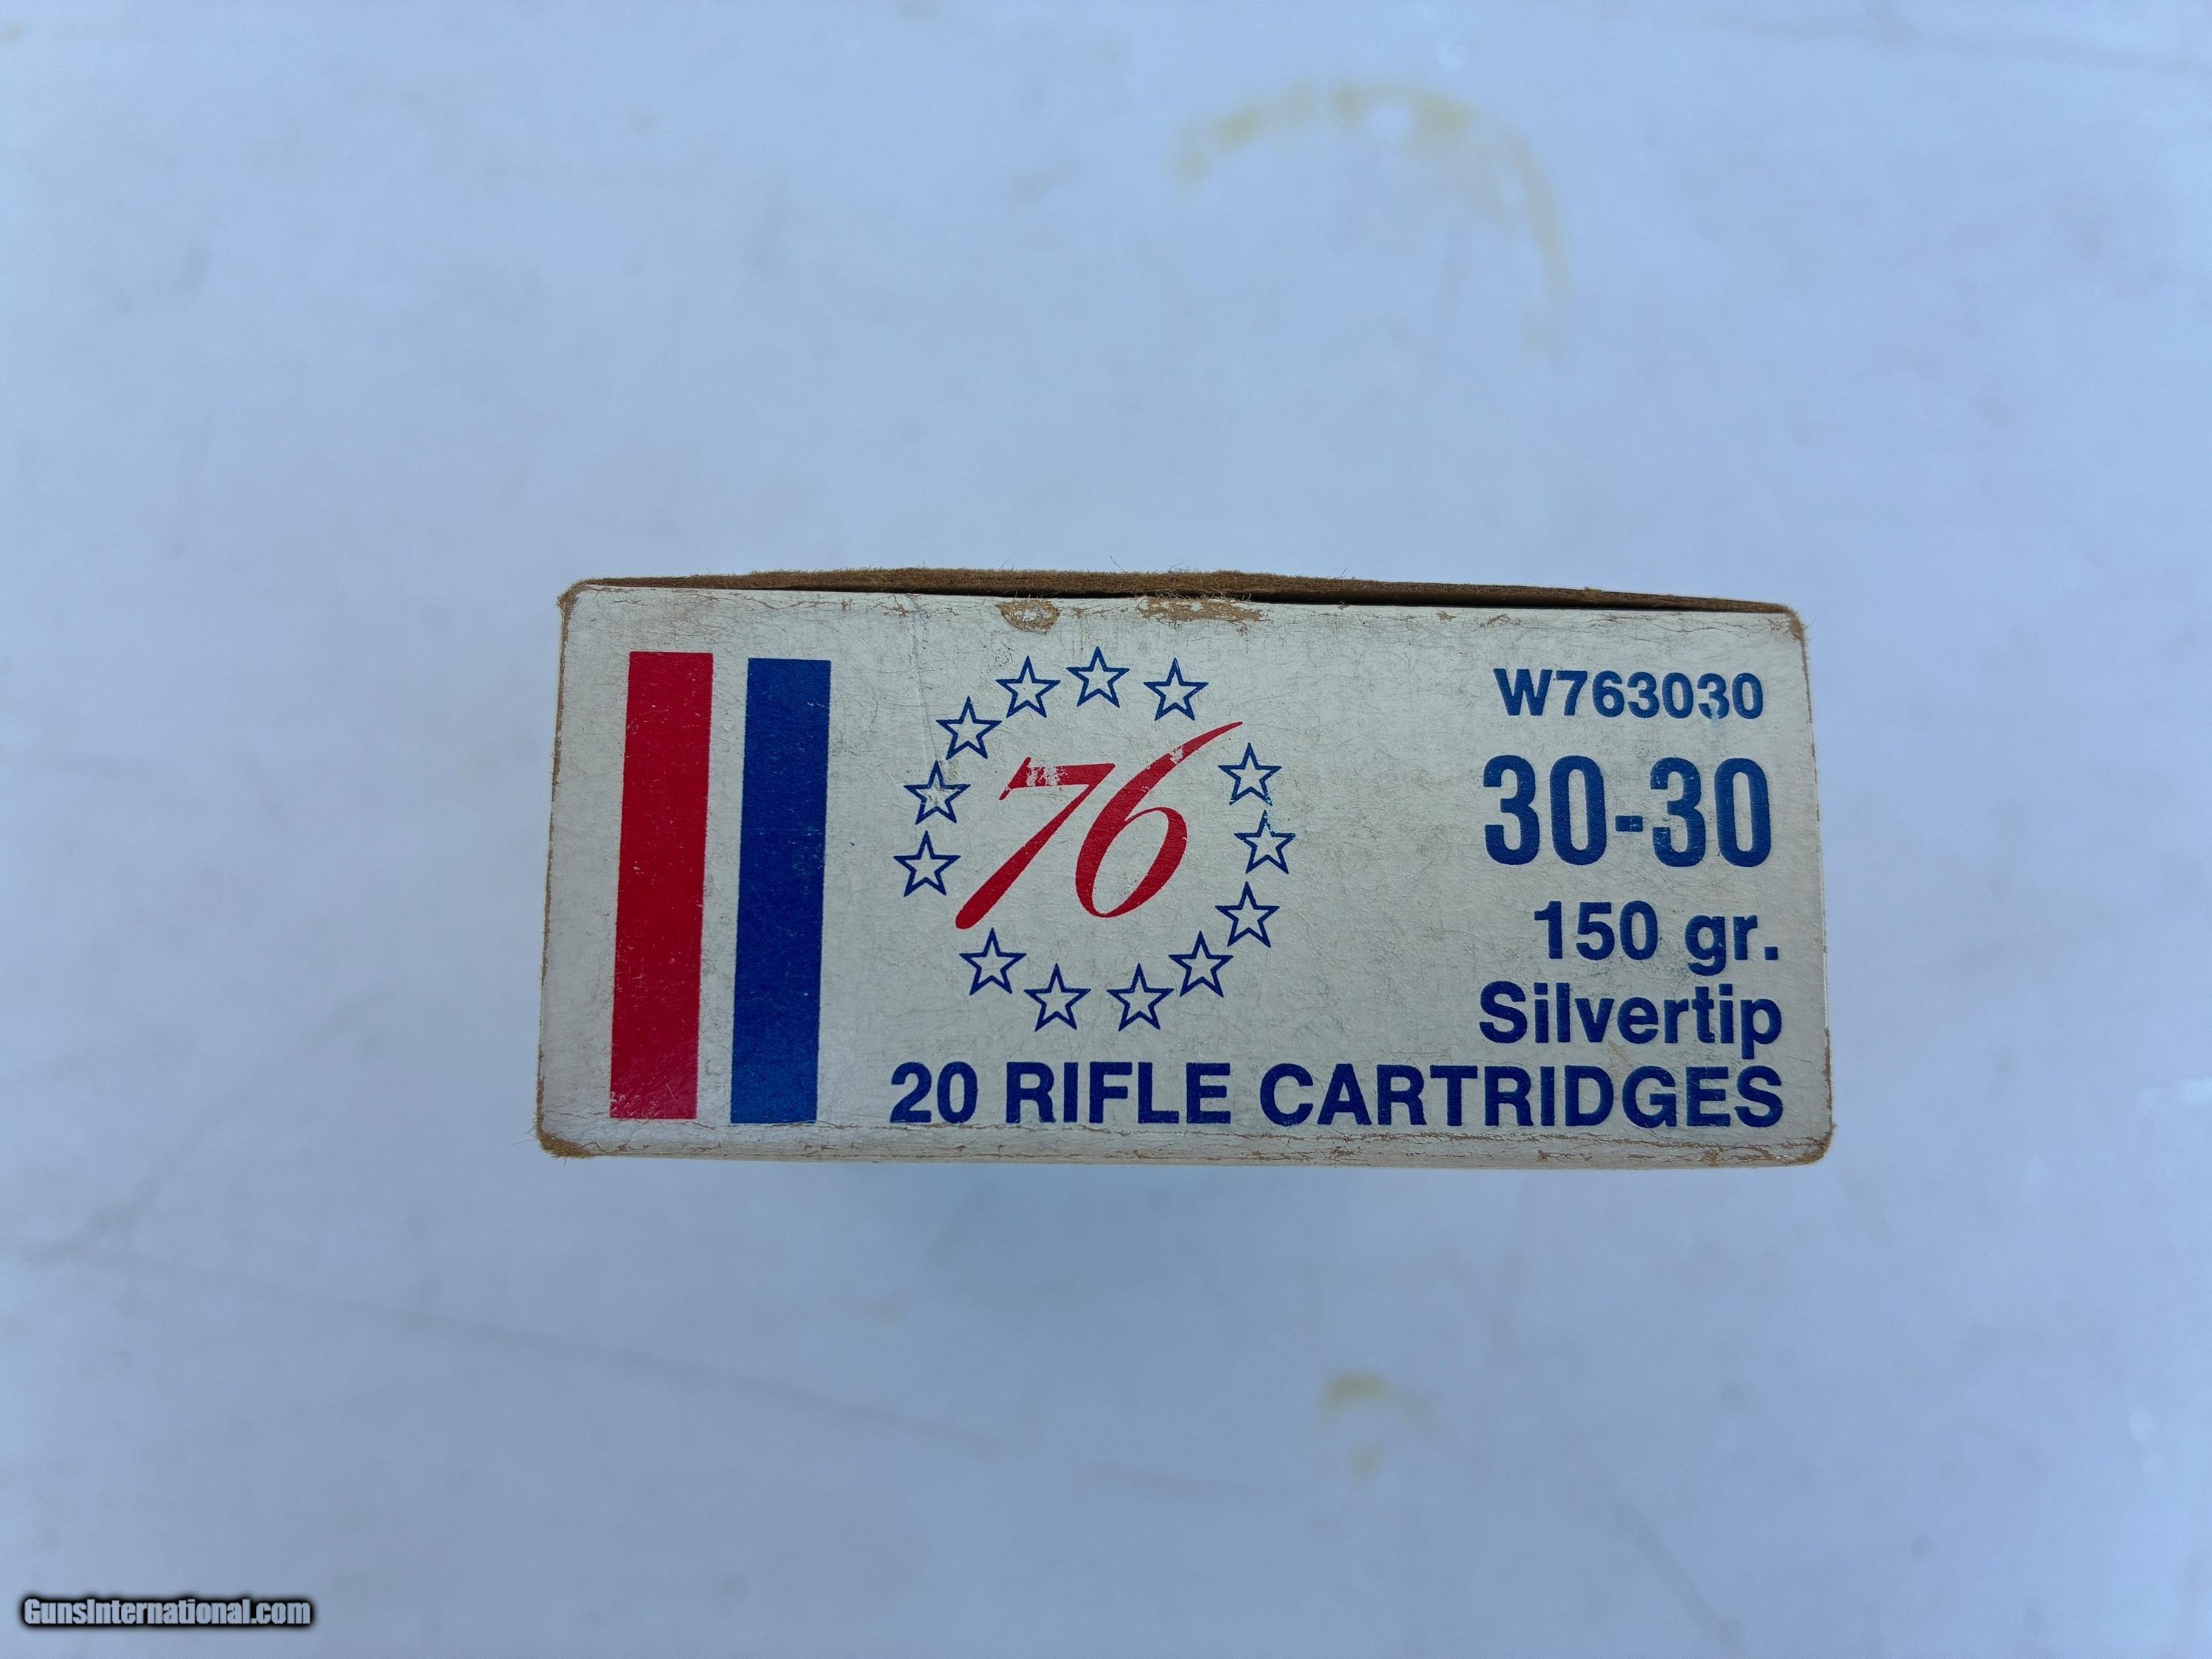 76
W763030
30-30
150 gr.
Silvertip
20 RIFLE CARTRIDGES
GunsInternational.com